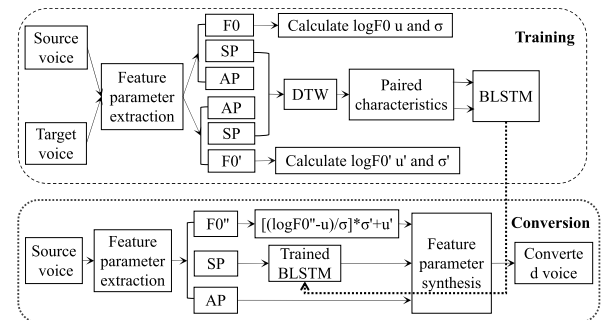 Training
Source
voice
Target
voice
Feature
parameter
extraction
F0
SP
AP
AP
SP
F0'
Calculate logF0 u and σ
DTW
Paired
characteristics
BLSTM
Calculate logF0' u' and σ'
Conversion
Source
voice
Feature
parameter
extraction
F0"
SP
AP
[(logF0"-u)/σ]*σ'+u'
Trained
BLSTM
Feature
parameter
synthesis
Converte
d voice